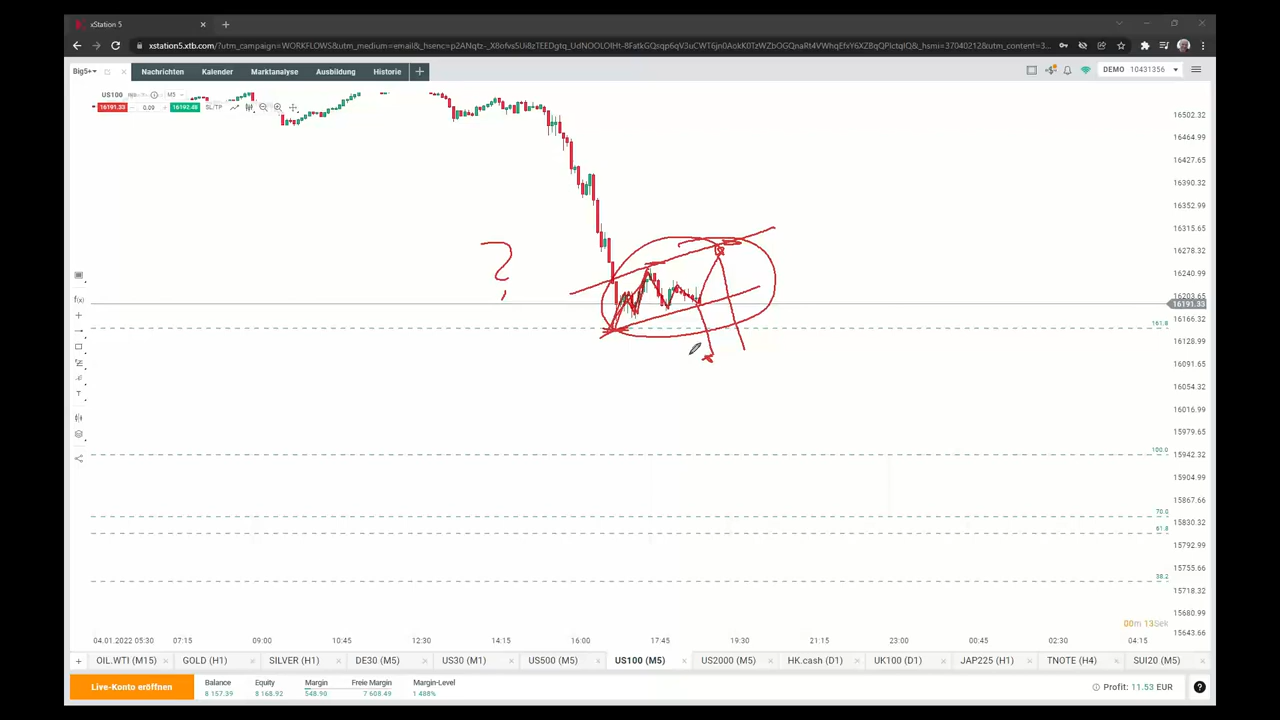 xStation 5
xstation5.xtb.com/?utm_campaign=WORKFLOWS&utm_medium=email&_hsenc=
&_hsmi=37040212&utm_content=3...
Big5+
Nachrichten
Kalender
Marktanalyse
Ausbildung
Historie
DEMO 10431356
US100
M5
16191.33
0.09
16192.48
SL/TP
16502.32
16464.99
16427.65
16390.32
16352.99
16315.65
16278.32
16240.99
16203.65
16191.33
16166.32
16128.99
16091.65
16054.32
16016.99
15979.65
15942.32
15904.99
15867.66
15830.32
15792.99
15755.66
15718.32
15680.99
15643.66
161.8
100.0
70.0
61.8
38.2
?
f(x)
T
00m 13Sek
04.01.2022 05:30 07:15 09:00 10:45 12:30 14:15 16:00 17:45 19:30 21:15 23:00 00:45 02:30 04:15
OIL.WTI (M15) GOLD (H1) SILVER (H1) DE30 (M5) US30 (M1) US500 (M5) US100 (M5) US2000 (M5) HK.cash (D1) UK100 (D1) JAP225 (H1) TNOTE (H4) SUI20 (M5)
Live-Konto eröffnen
Balance Equity Margin Freie Margin Margin-Level
8 157.39 8 168.92 548.90 7 608.49 1 488%
Profit: 11.53 EUR